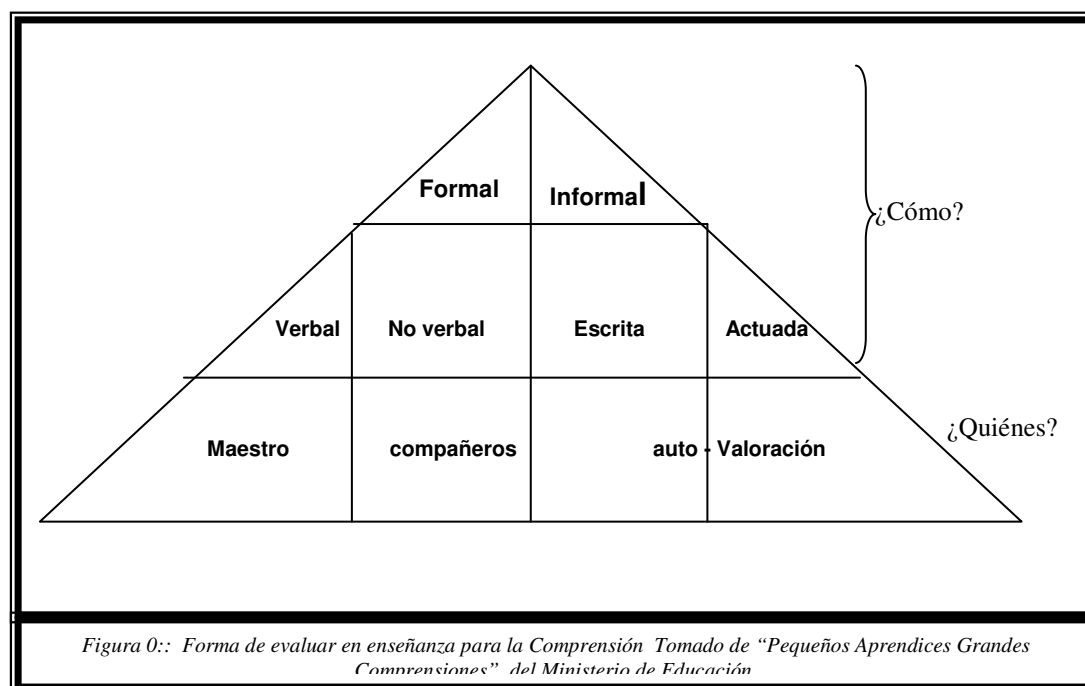 Formal Informal
¿Cómo?
Verbal No verbal Escrita Actuada
¿Quiénes?
Maestro compañeros auto - Valoración
Figura 0:: Forma de evaluar en enseñanza para la Comprensión Tomado de “Pequeños Aprendices Grandes
Comprensiones” del Ministerio de Educación